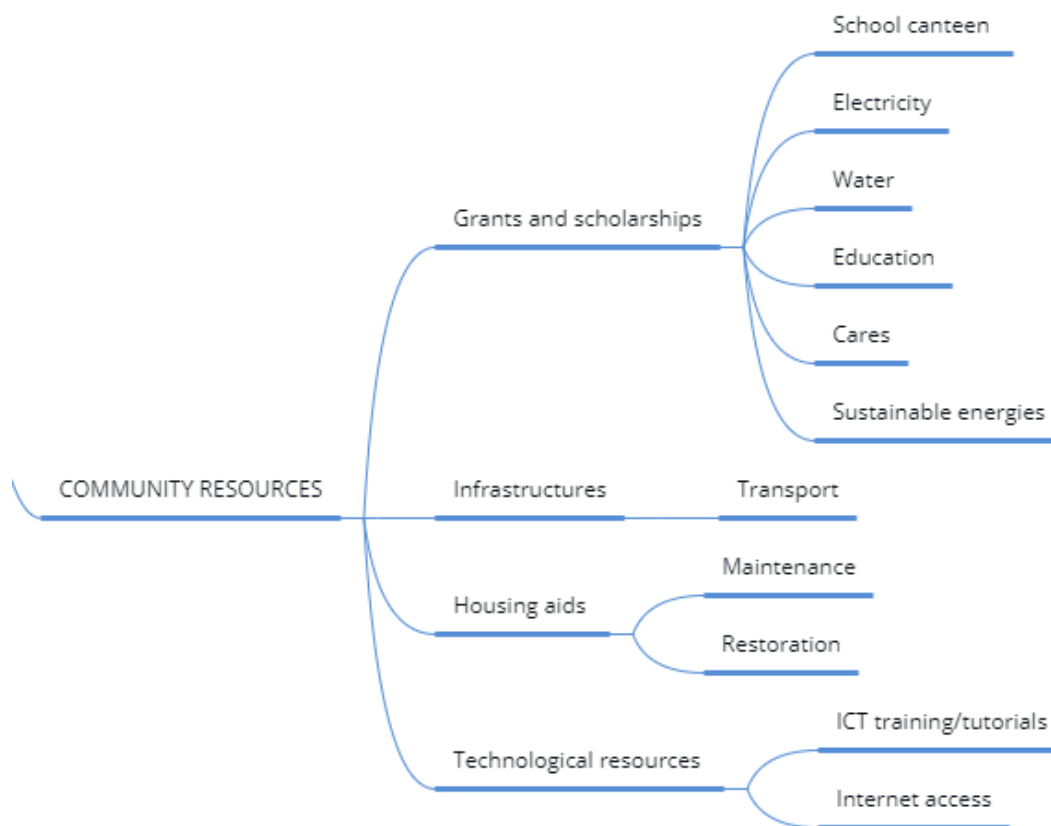 School canteen
Electricity
Water
Grants and scholarships
Education
Cares
Sustainable energies
COMMUNITY RESOURCES
Infrastructures
Transport
Maintenance
Housing aids
Restoration
ICT training/tutorials
Technological resources
Internet access